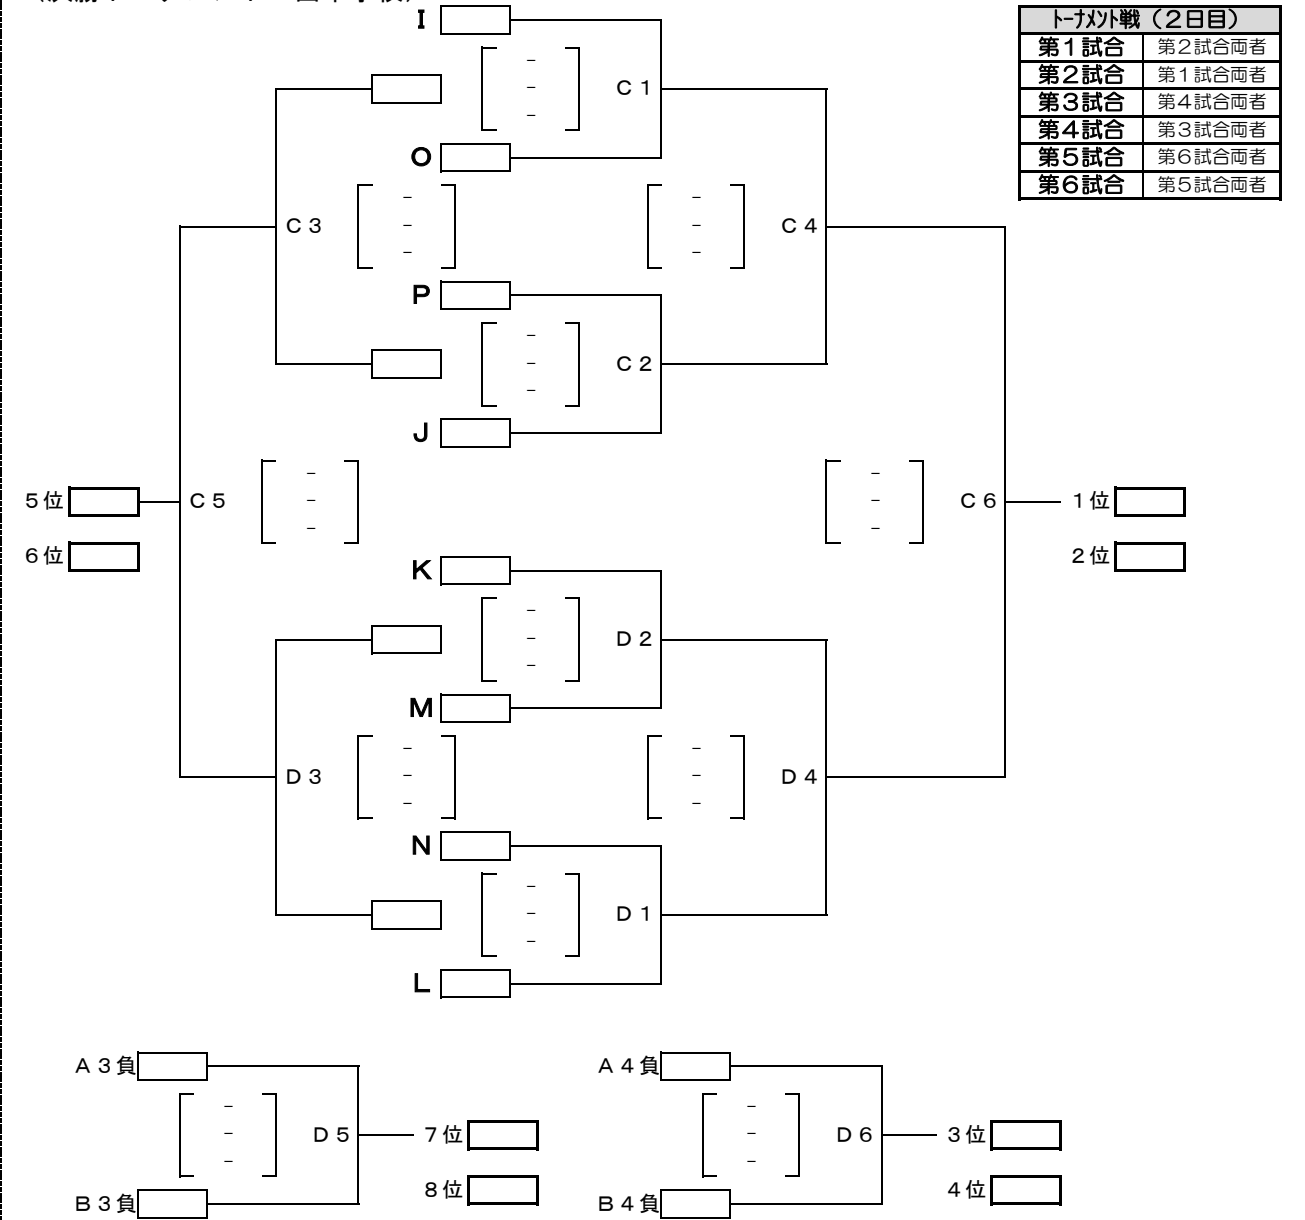 I
トーナメント戦（２日目）
第１試合 第２試合両者
第２試合 第１試合両者
第３試合 第４試合両者
第４試合 第３試合両者
第５試合 第６試合両者
第６試合 第５試合両者
-
- C１
-
O
- -
C３ - - C４
- -
P
-
- C２
-
J
- -
５位 C５ - - C６ １位
- -
６位 ２位
K
-
- D２
-
M
- -
D３ - - D４
- -
N
-
- D１
-
L
A３負 A４負
- -
- D５ ７位 - D６ ３位
- -
８位 ４位
B３負 B４負